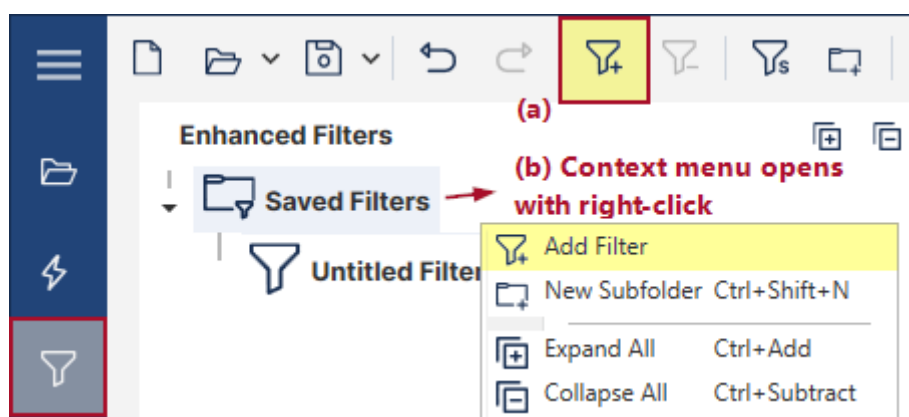 (a)
Enhanced Filters
(b) Context menu opens
with right-click
Saved Filters
Add Filter
Untitled Filter
New Subfolder Ctrl+Shift+N
Expand All Ctrl+Add
Collapse All Ctrl+Subtract